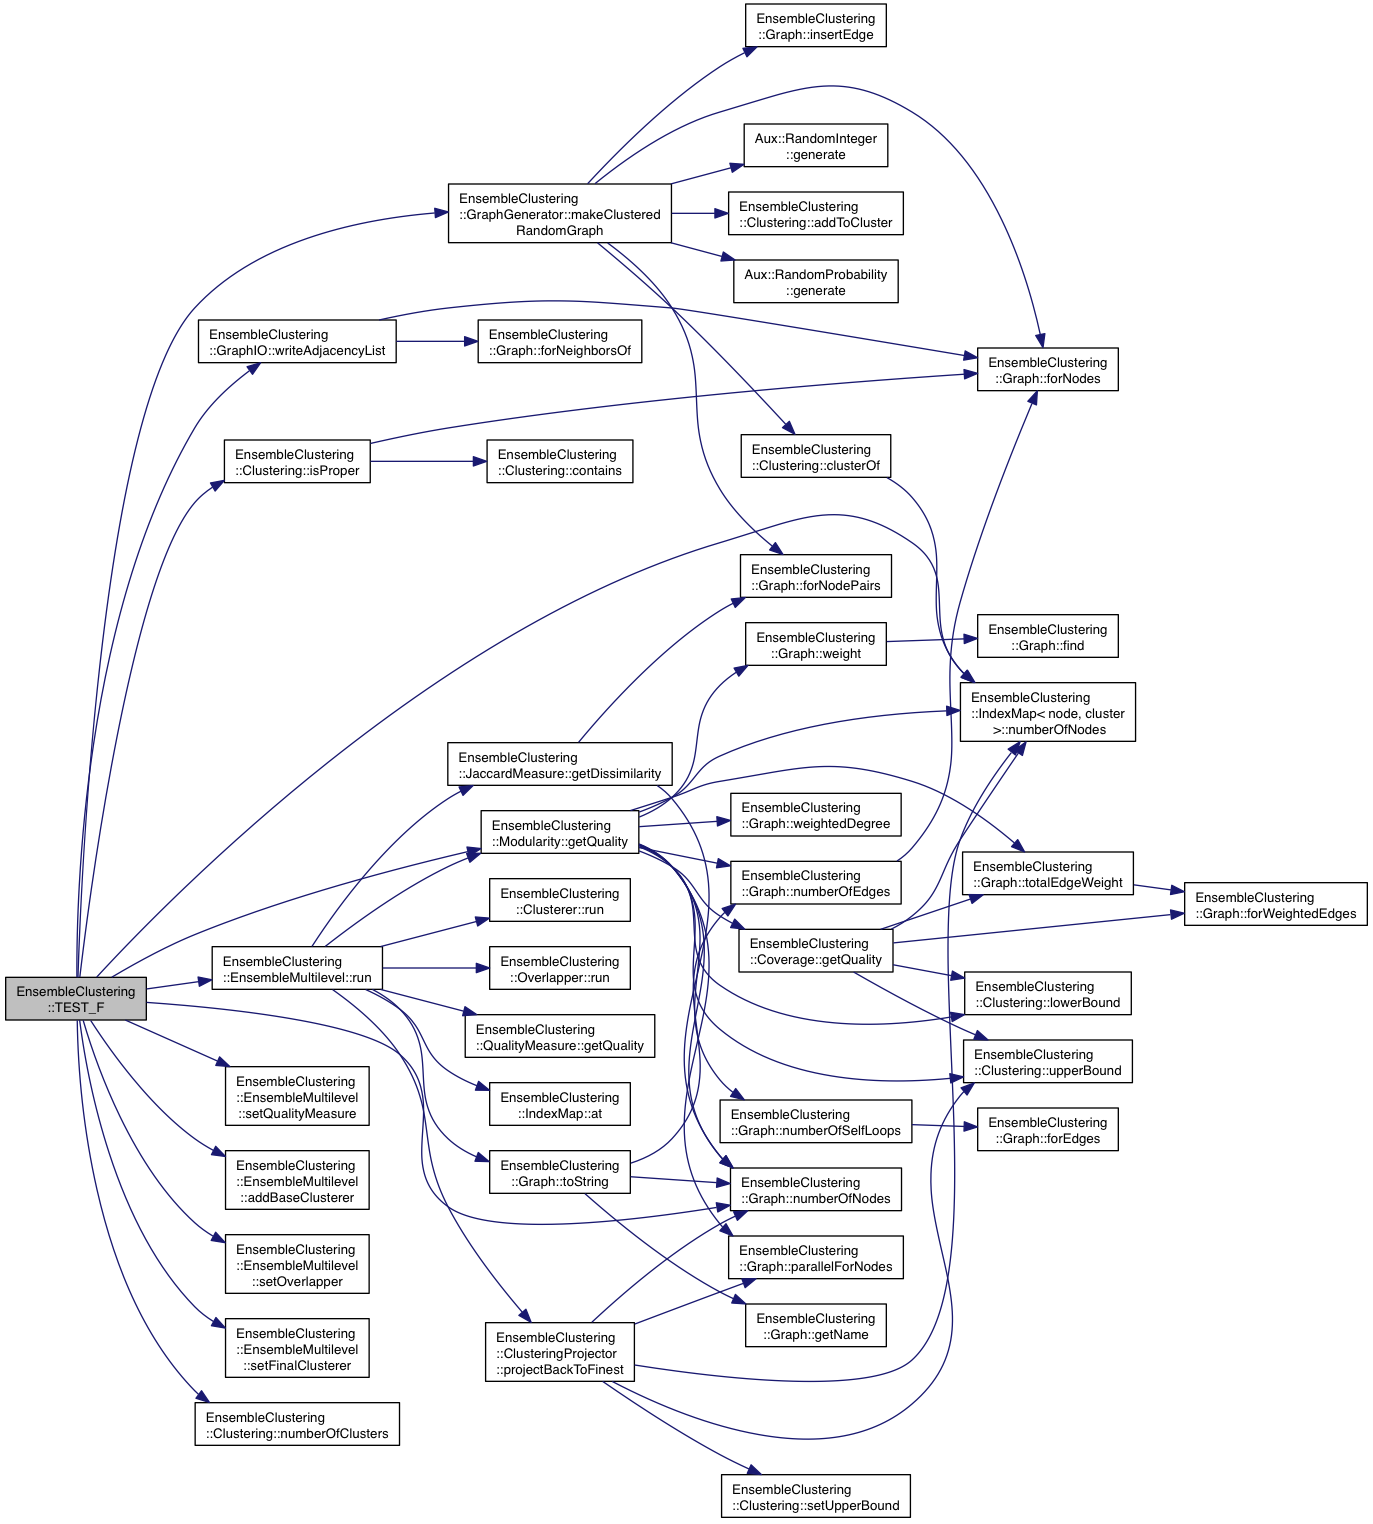 EnsembleClustering
::Graph::insertEdge
Aux::RandomInteger
::generate
EnsembleClustering
::GraphGenerator::makeClustered
RandomGraph
EnsembleClustering
::Clustering::addToCluster
Aux::RandomProbability
::generate
EnsembleClustering
::GraphIO::writeAdjacencyList
EnsembleClustering
::Graph::forNeighborsOf
EnsembleClustering
::Graph::forNodes
EnsembleClustering
::Clustering::isProper
EnsembleClustering
::Clustering::contains
EnsembleClustering
::Clustering::clusterOf
EnsembleClustering
::Graph::forNodePairs
EnsembleClustering
::Graph::weight
EnsembleClustering
::Graph::find
EnsembleClustering
::IndexMap< node, cluster
>::numberOfNodes
EnsembleClustering
::JaccardMeasure::getDissimilarity
EnsembleClustering
::Modularity::getQuality
EnsembleClustering
::Graph::weightedDegree
EnsembleClustering
::Graph::numberOfEdges
EnsembleClustering
::Graph::totalEdgeWeight
EnsembleClustering
::Graph::forWeightedEdges
EnsembleClustering
::Clusterer::run
EnsembleClustering
::Coverage::getQuality
EnsembleClustering
::TEST_F
EnsembleClustering
::EnsembleMultilevel::run
EnsembleClustering
::Overlapper::run
EnsembleClustering
::Clustering::lowerBound
EnsembleClustering
::QualityMeasure::getQuality
EnsembleClustering
::Clustering::upperBound
EnsembleClustering
::EnsembleMultilevel
::setQualityMeasure
EnsembleClustering
::IndexMap::at
EnsembleClustering
::Graph::numberOfSelfLoops
EnsembleClustering
::Graph::forEdges
EnsembleClustering
::EnsembleMultilevel
::addBaseClusterer
EnsembleClustering
::Graph::toString
EnsembleClustering
::Graph::numberOfNodes
EnsembleClustering
::EnsembleMultilevel
::setOverlapper
EnsembleClustering
::Graph::parallelForNodes
EnsembleClustering
::Graph::getName
EnsembleClustering
::EnsembleMultilevel
::setFinalClusterer
EnsembleClustering
::ClusteringProjector
::projectBackToFinest
EnsembleClustering
::Clustering::numberOfClusters
EnsembleClustering
::Clustering::setUpperBound